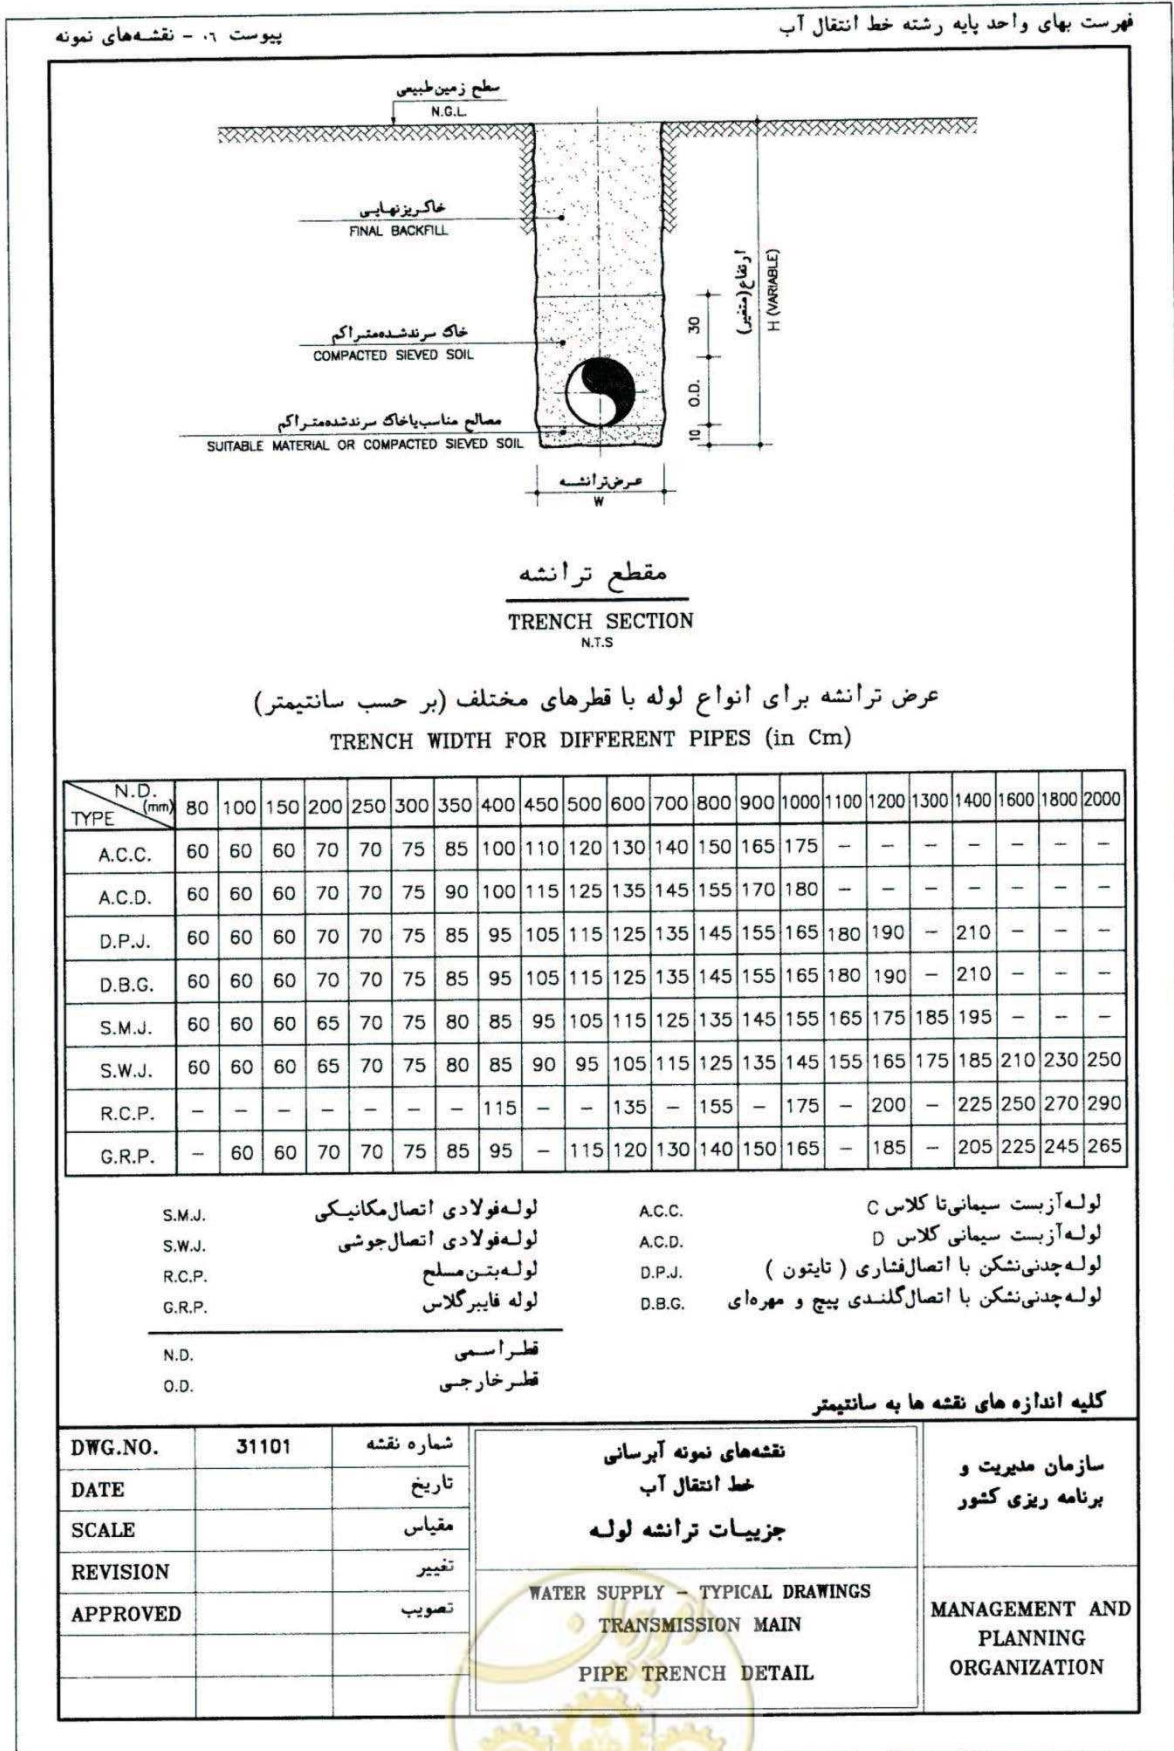 فهرست بهای واحد پایه رشته خط انتقال آب
پیوست ۰۶ - نقشه‌های نمونه
سطح زمین‌طبیعی
N.G.L.
خاکریزنهایی
FINAL BACKFILL
خاک سرندشده‌متراکم
COMPACTED SIEVED SOIL
مصالح مناسب‌یاخاک سرندشده‌متراکم
SUITABLE MATERIAL OR COMPACTED SIEVED SOIL
30
O.D.
10
ارتفاع(متغیر)
H (VARIABLE)
عرض‌ترانشه
W
مقطع ترانشه
TRENCH SECTION
N.T.S
عرض ترانشه برای انواع لوله با قطرهای مختلف (بر حسب سانتیمتر)
TRENCH WIDTH FOR DIFFERENT PIPES (in Cm)
TYPE N.D. (mm) 80 100 150 200 250 300 350 400 450 500 600 700 800 900 1000 1100 1200 1300 1400 1600 1800 2000
A.C.C. 60 60 60 70 70 75 85 100 110 120 130 140 150 165 175 – – – – – – –
A.C.D. 60 60 60 70 70 75 90 100 115 125 135 145 155 170 180 – – – – – – –
D.P.J. 60 60 60 70 70 75 85 95 105 115 125 135 145 155 165 180 190 – 210 – – –
D.B.G. 60 60 60 70 70 75 85 95 105 115 125 135 145 155 165 180 190 – 210 – – –
S.M.J. 60 60 60 65 70 75 80 85 95 105 115 125 135 145 155 165 175 185 195 – – –
S.W.J. 60 60 60 65 70 75 80 85 90 95 105 115 125 135 145 155 165 175 185 210 230 250
R.C.P. – – – – – – – 115 – – 135 – 155 – 175 – 200 – 225 250 270 290
G.R.P. – 60 60 70 70 75 85 95 – 115 120 130 140 150 165 – 185 – 205 225 245 265
لوله‌آزبست سیمانی‌تا کلاس C A.C.C.
لوله‌آزبست سیمانی کلاس D A.C.D.
لوله‌چدنی‌نشکن با اتصال‌فشاری ( تایتون ) D.P.J.
لوله‌چدنی‌نشکن با اتصال‌گلندی پیچ و مهره‌ای D.B.G.
لوله‌فولادی اتصال‌مکانیکی S.M.J.
لوله‌فولادی اتصال‌جوشی S.W.J.
لوله‌بتن‌مسلح R.C.P.
لوله فایبرگلاس G.R.P.
قطراسمی N.D.
قطرخارجی O.D.
کلیه اندازه های نقشه ها به سانتیمتر
DWG.NO. 31101 شماره نقشه
DATE تاریخ
SCALE مقیاس
REVISION تغییر
APPROVED تصویب
نقشه‌های نمونه آبرسانی
خط انتقال آب
جزییات ترانشه لوله
WATER SUPPLY – TYPICAL DRAWINGS
TRANSMISSION MAIN
PIPE TRENCH DETAIL
سازمان مدیریت و
برنامه ریزی کشور
MANAGEMENT AND
PLANNING
ORGANIZATION